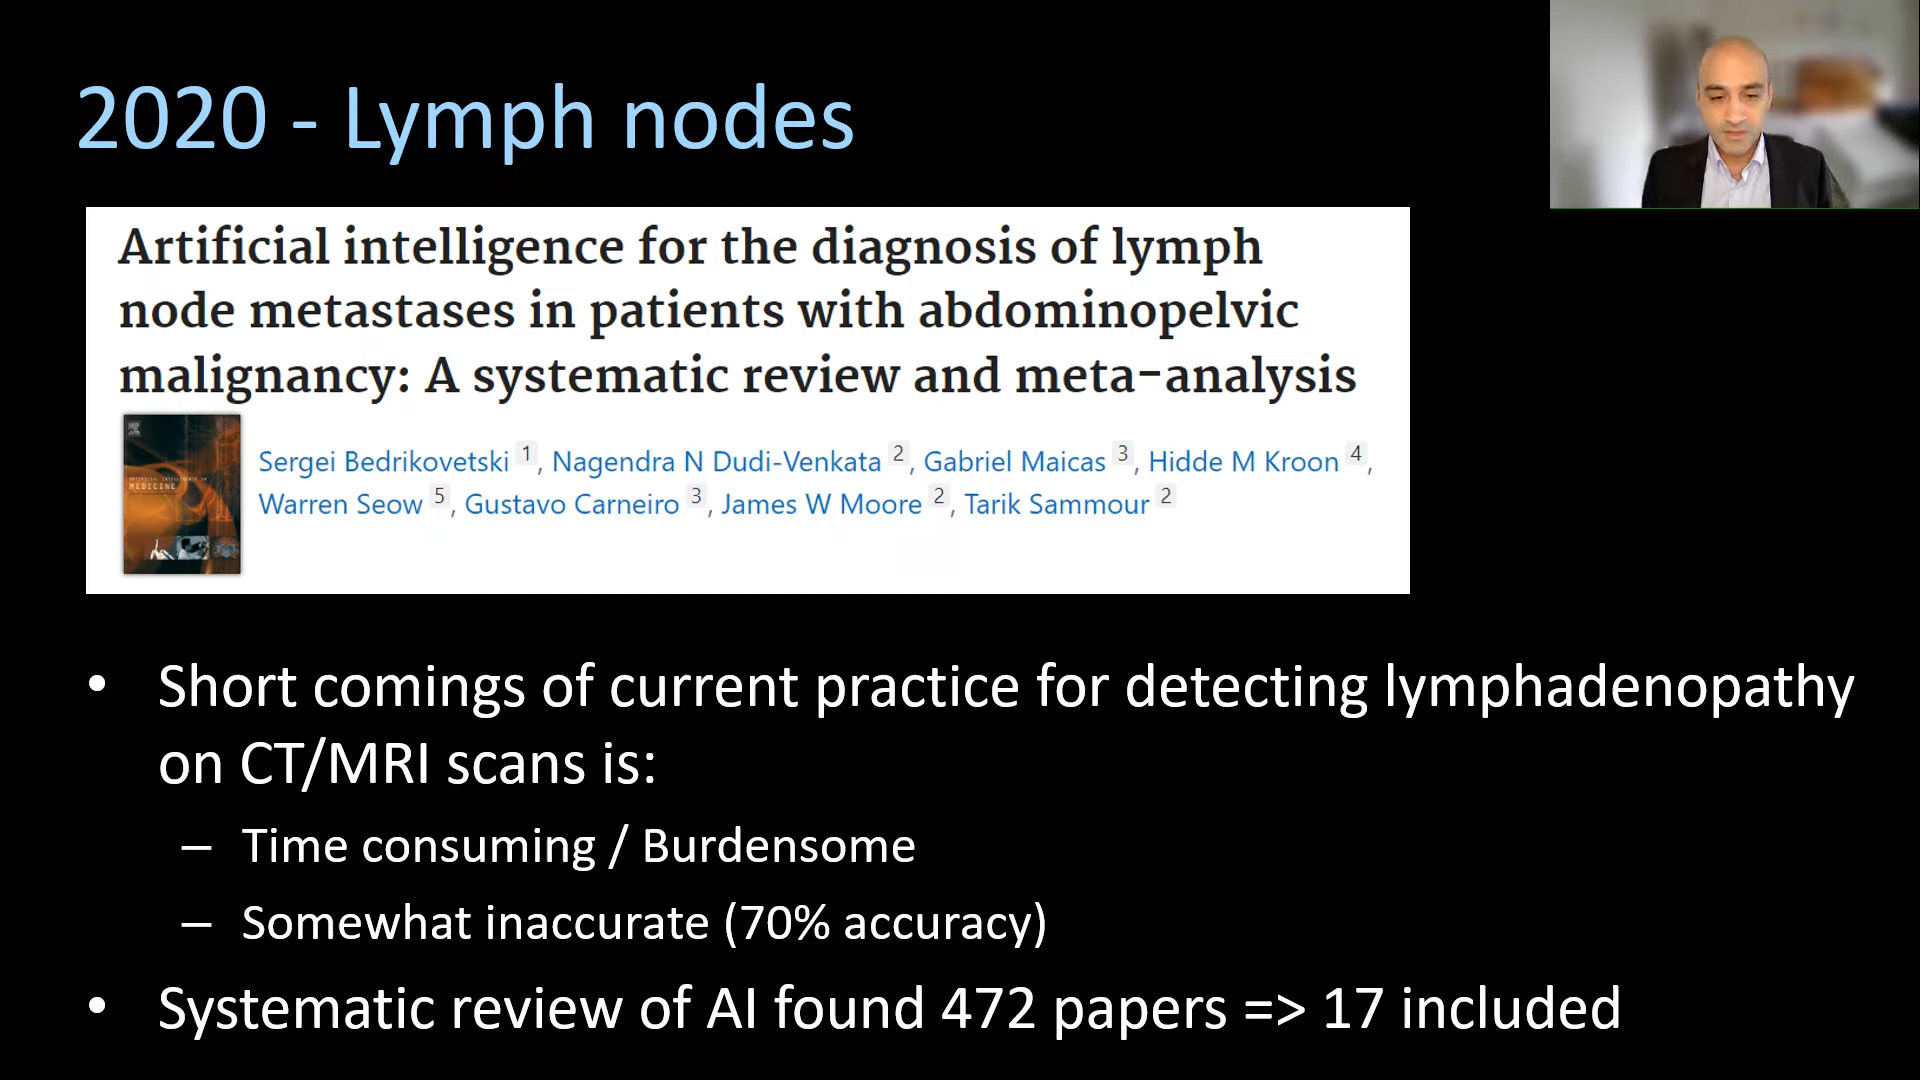 2020 - Lymph nodes
Artificial intelligence for the diagnosis of lymph
node metastases in patients with abdominopelvic
malignancy: A systematic review and meta-analysis
Sergei Bedrikovetski 1, Nagendra N Dudi-Venkata 2, Gabriel Maicas 3, Hidde M Kroon 4,
Warren Seow 5, Gustavo Carneiro 3, James W Moore 2, Tarik Sammour 2
ARTIFICIAL INTELLIGENCE IN
MEDICINE
• Short comings of current practice for detecting lymphadenopathy
on CT/MRI scans is:
– Time consuming / Burdensome
– Somewhat inaccurate (70% accuracy)
• Systematic review of AI found 472 papers => 17 included